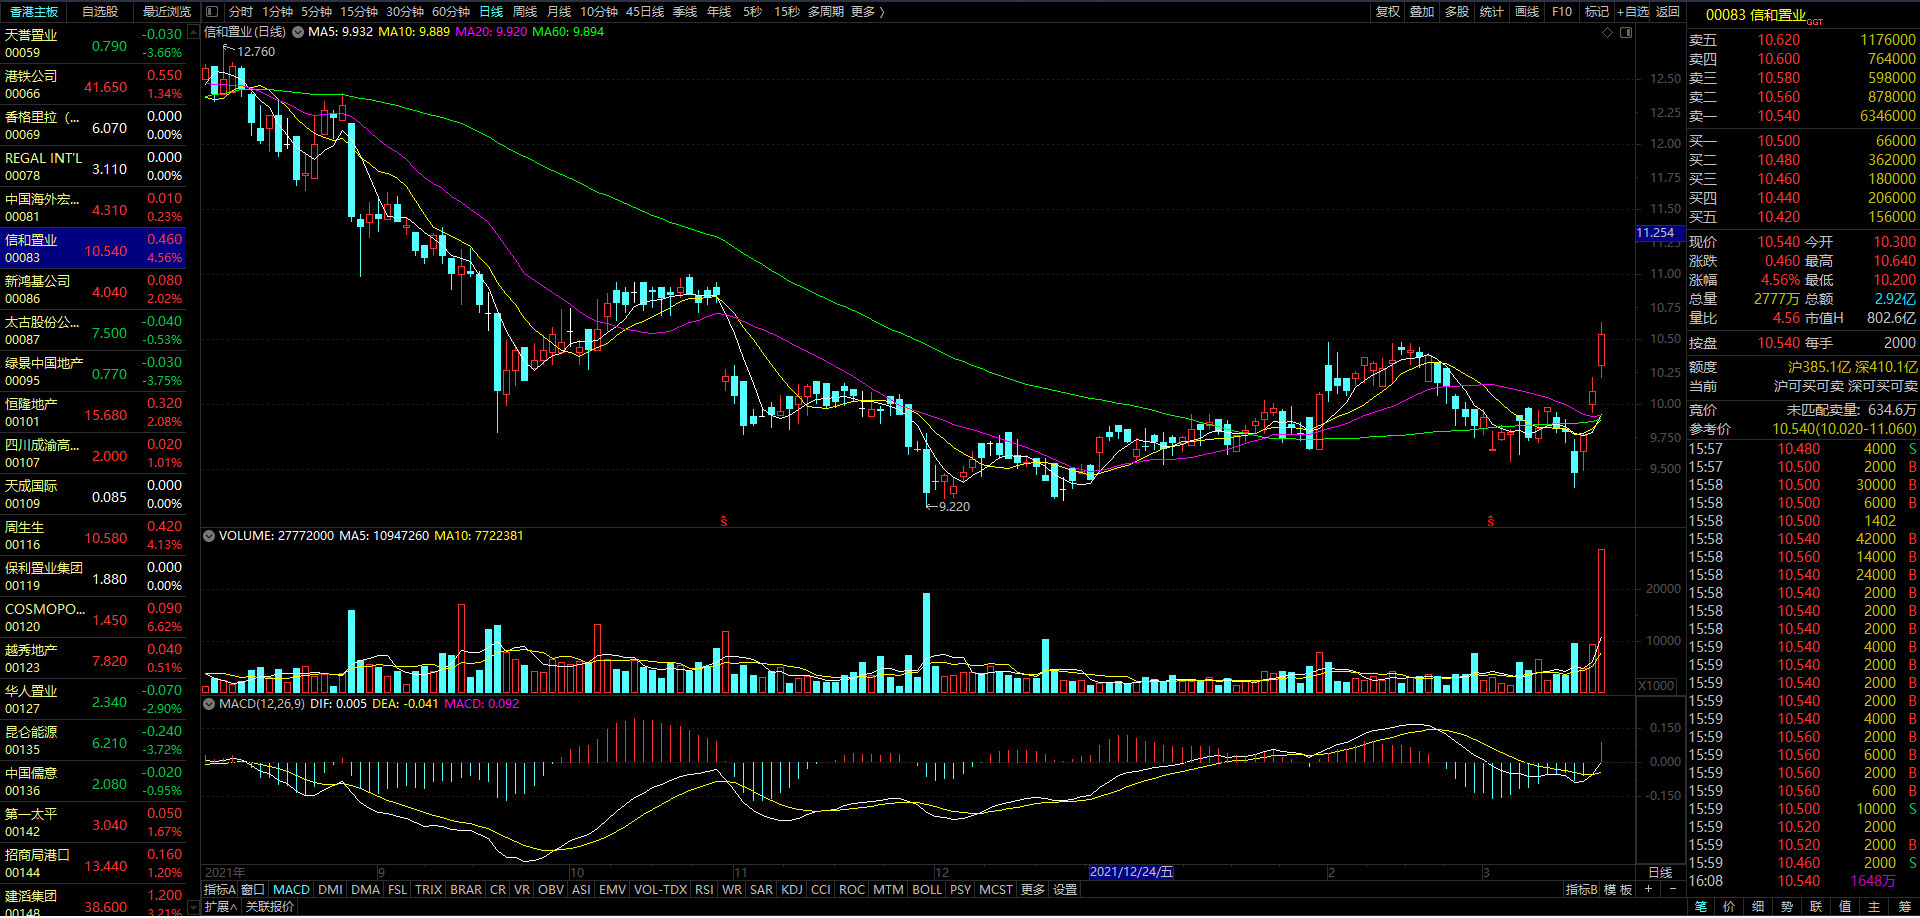 香港主板 自选股 最近浏览
天誉置业 0.790 -0.030
00059 -3.66%
港铁公司 41.650 0.550
00066 1.34%
香格里拉（... 6.070 0.000
00069 0.00%
REGAL INT'L 3.110 0.000
00078 0.00%
中国海外宏... 4.310 0.010
00081 0.23%
信和置业 10.540 0.460
00083 4.56%
新鸿基公司 4.040 0.080
00086 2.02%
太古股份公... 7.500 -0.040
00087 -0.53%
绿景中国地产 0.770 -0.030
00095 -3.75%
恒隆地产 15.680 0.320
00101 2.08%
四川成渝高... 2.000 0.020
00107 1.01%
天成国际 0.085 0.000
00109 0.00%
周生生 10.580 0.420
00116 4.13%
保利置业集团 1.880 0.000
00119 0.00%
COSMOPO... 1.450 0.090
00120 6.62%
越秀地产 7.820 0.040
00123 0.51%
华人置业 2.340 -0.070
00127 -2.90%
昆仑能源 6.210 -0.240
00135 -3.72%
中国儒意 2.080 -0.020
00136 -0.95%
第一太平 3.040 0.050
00142 1.67%
招商局港口 13.440 0.160
00144 1.20%
建滔集团 38.600 1.200
00148 3.21%
分时 1分钟 5分钟 15分钟 30分钟 60分钟 日线 周线 月线 10分钟 45日线 季线 年线 5秒 15秒 多周期 更多 〉
复权 叠加 多股 统计 画线 F10 标记 +自选 返回
信和置业(日线) MA5: 9.932 MA10: 9.889 MA20: 9.920 MA60: 9.894
12.760
9.220
12.50
12.25
12.00
11.75
11.50
11.254
11.25
11.00
10.75
10.50
10.25
10.00
9.750
9.500
S S
VOLUME: 27772000 MA5: 10947260 MA10: 7722381
20000
10000
X1000
MACD(12,26,9) DIF: 0.005 DEA: -0.041 MACD: 0.092
0.150
0.000
-0.150
2021年 9 10 11 12 2021/12/24/五 2 3 日线
指标A 窗口 MACD DMI DMA FSL TRIX BRAR CR VR OBV ASI EMV VOL-TDX RSI WR SAR KDJ CCI ROC MTM BOLL PSY MCST 更多 设置 指标B 模板 + −
扩展∧ 关联报价
00083 信和置业GGT
卖五 10.620 1176000
卖四 10.600 764000
卖三 10.580 598000
卖二 10.560 878000
卖一 10.540 6346000
买一 10.500 66000
买二 10.480 362000
买三 10.460 180000
买四 10.440 206000
买五 10.420 156000
现价 10.540 今开 10.300
涨跌 0.460 最高 10.640
涨幅 4.56% 最低 10.200
总量 2777万 总额 2.92亿
量比 4.56 市值H 802.6亿
按盘 10.540 每手 2000
额度 沪385.1亿 深410.1亿
当前 沪可买可卖 深可买可卖
竞价 未匹配卖量: 634.6万
参考价 10.540(10.020-11.060)
15:57 10.480 4000 S
15:57 10.500 2000 B
15:58 10.500 30000 B
15:58 10.500 6000 B
15:58 10.500 1402
15:58 10.540 42000 B
15:58 10.560 14000 B
15:58 10.540 24000 B
15:58 10.540 2000 B
15:58 10.540 2000 B
15:58 10.540 2000 B
15:59 10.540 4000 B
15:59 10.540 2000 B
15:59 10.540 2000 B
15:59 10.540 2000 B
15:59 10.540 4000 B
15:59 10.560 2000 B
15:59 10.560 6000 B
15:59 10.560 2000 B
15:59 10.560 600 B
15:59 10.500 10000 S
15:59 10.520 2000
15:59 10.520 2000 B
15:59 10.460 2000 S
16:08 10.540 1648万
笔 价 细 势 联 值 主 筹